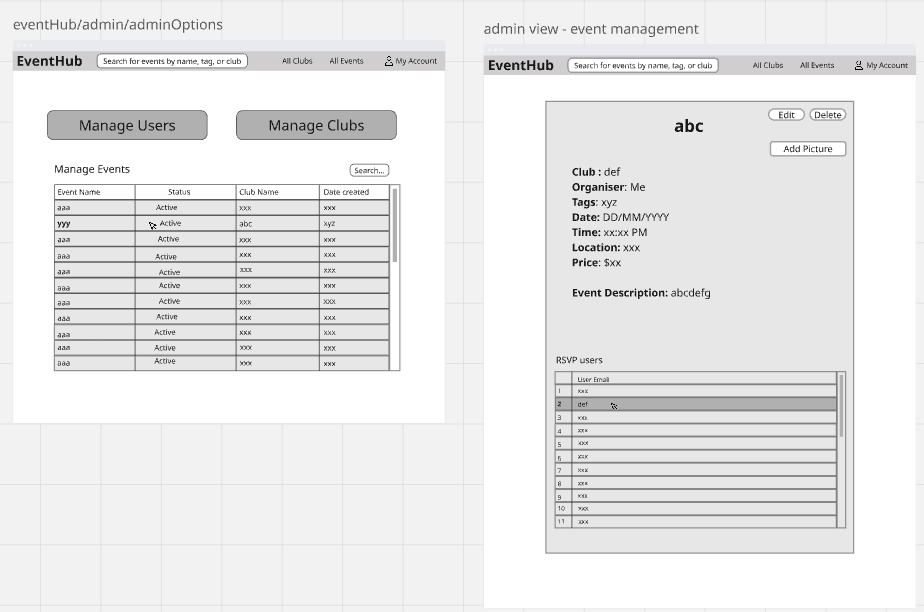 eventHub/admin/adminOptions
EventHub Search for events by name, tag, or club All Clubs All Events My Account
Manage Users Manage Clubs
Manage Events Search...
Event Name Status Club Name Date created
aaa Active xxx xxx
yyy Active abc xyz
aaa Active xxx xxx
aaa Active xxx xxx
aaa Active xxx xxx
aaa Active xxx xxx
aaa Active xxx xxx
aaa Active xxx xxx
aaa Active xxx xxx
aaa Active xxx xxx
aaa Active xxx xxx
admin view - event management
EventHub Search for events by name, tag, or club All Clubs All Events My Account
Edit Delete
abc
Add Picture
Club : def
Organiser: Me
Tags: xyz
Date: DD/MM/YYYY
Time: xx:xx PM
Location: xxx
Price: $xx
Event Description: abcdefg
RSVP users
User Email
1 xxx
2 def
3 xxx
4 xxx
5 xxx
6 xxx
7 xxx
8 xxx
9 xxx
10 xxx
11 xxx